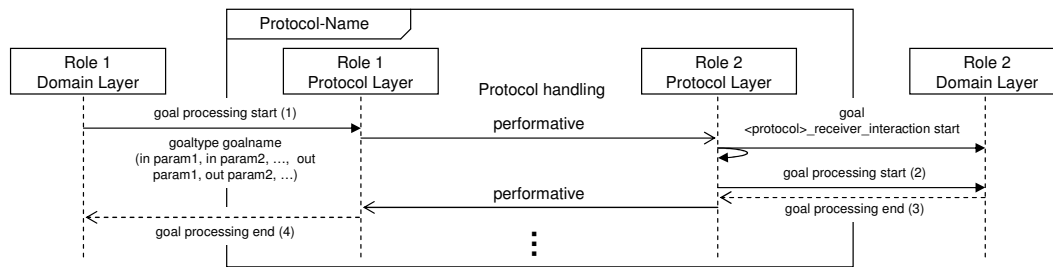 Protocol-Name
Role 1
Domain Layer
Role 1
Protocol Layer
Role 2
Protocol Layer
Role 2
Domain Layer
Protocol handling
goal processing start (1)
goaltype goalname
(in param1, in param2, …, out
param1, out param2, …)
performative
goal
<protocol>_receiver_interaction start
goal processing start (2)
performative
goal processing end (3)
goal processing end (4)